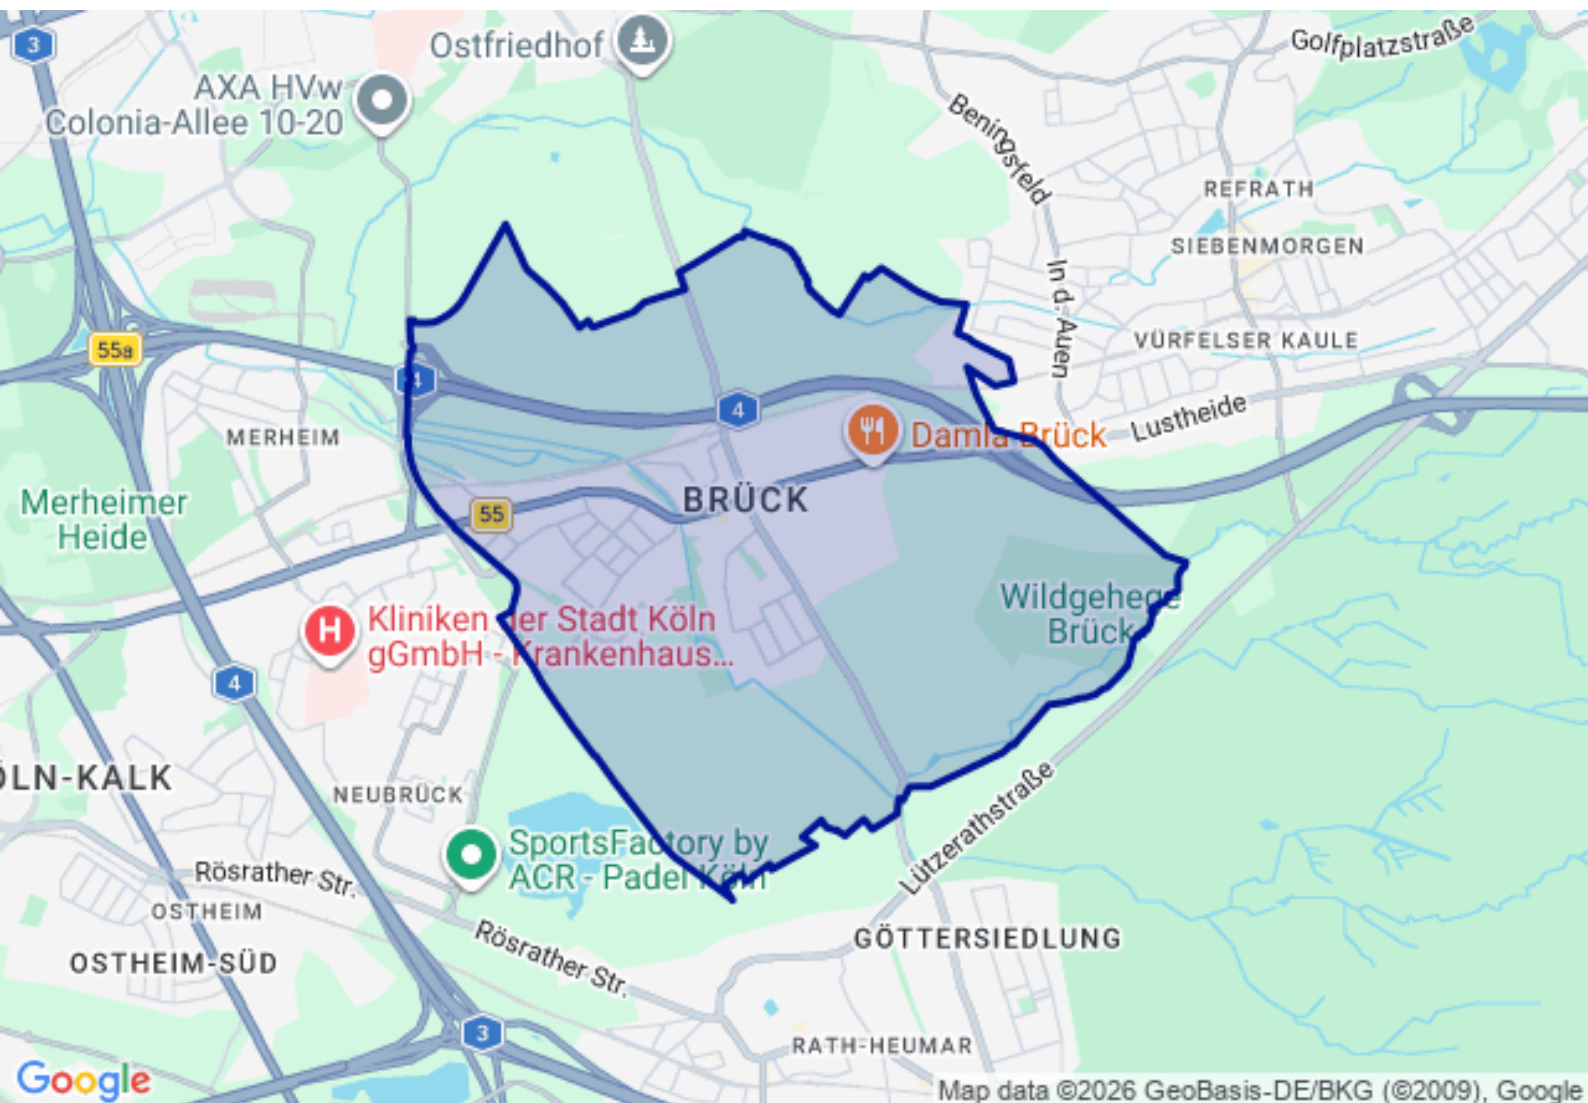 3
Ostfriedhof
Golfplatzstraße
AXA HVw
Colonia-Allee 10-20
Beningsfeld
REFRATH
SIEBENMORGEN
In d. Auen
VÜRFELSER KAULE
55a
4
4
Lustheide
MERHEIM
Damla Brück
Merheimer
Heide
55
BRÜCK
Wildgehege
Brück
Kliniken der Stadt Köln
gGmbH - Krankenhaus...
4
ÖLN-KALK
NEUBRÜCK
Lützerathstraße
SportsFactory by
ACR - Padel Köln
Rösrather Str.
OSTHEIM
OSTHEIM-SÜD
Rösrather Str.
GÖTTERSIEDLUNG
3
RATH-HEUMAR
Google
Map data ©2026 GeoBasis-DE/BKG (©2009), Google